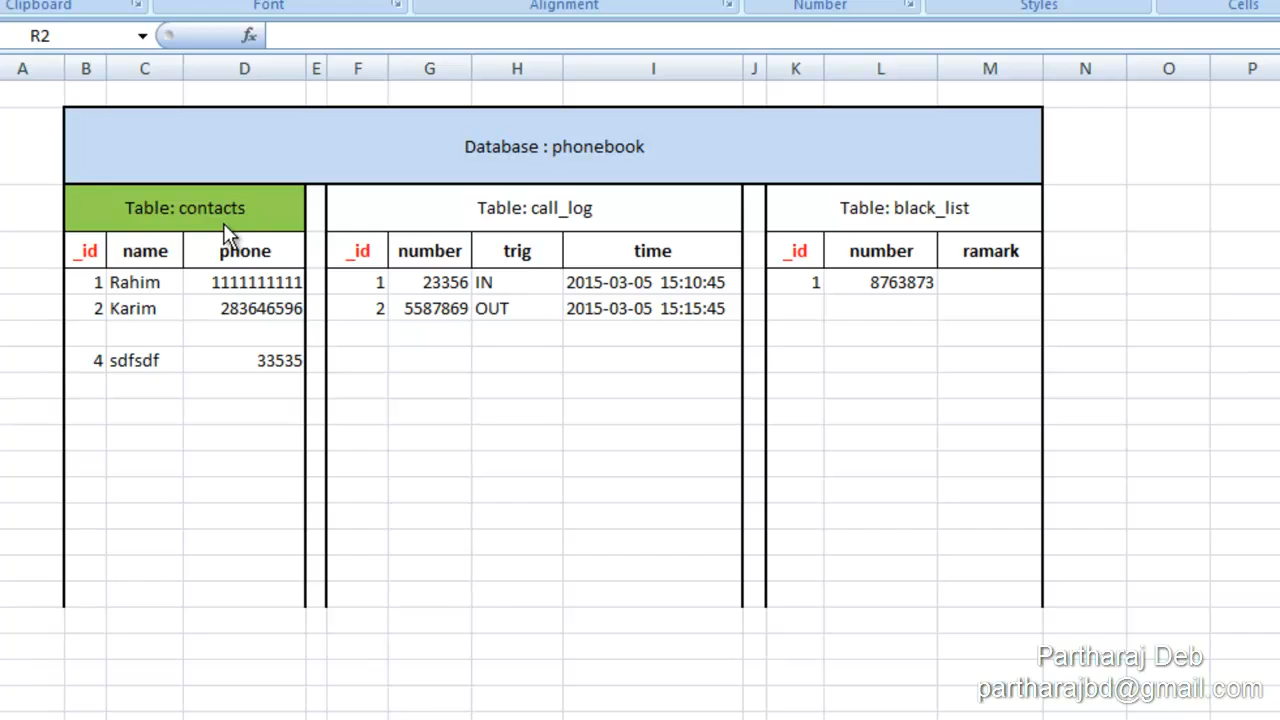 Clipboard Font Alignment Number Styles Cells
R2 fx
A B C D E F G H I J K L M N O P
Database : phonebook
Table: contacts Table: call_log Table: black_list
_id name phone _id number trig time _id number ramark
1 Rahim 1111111111 1 23356 IN 2015-03-05 15:10:45 1 8763873
2 Karim 283646596 2 5587869 OUT 2015-03-05 15:15:45
4 sdfsdf 33535
Partharaj Deb
partharajbd@gmail.com